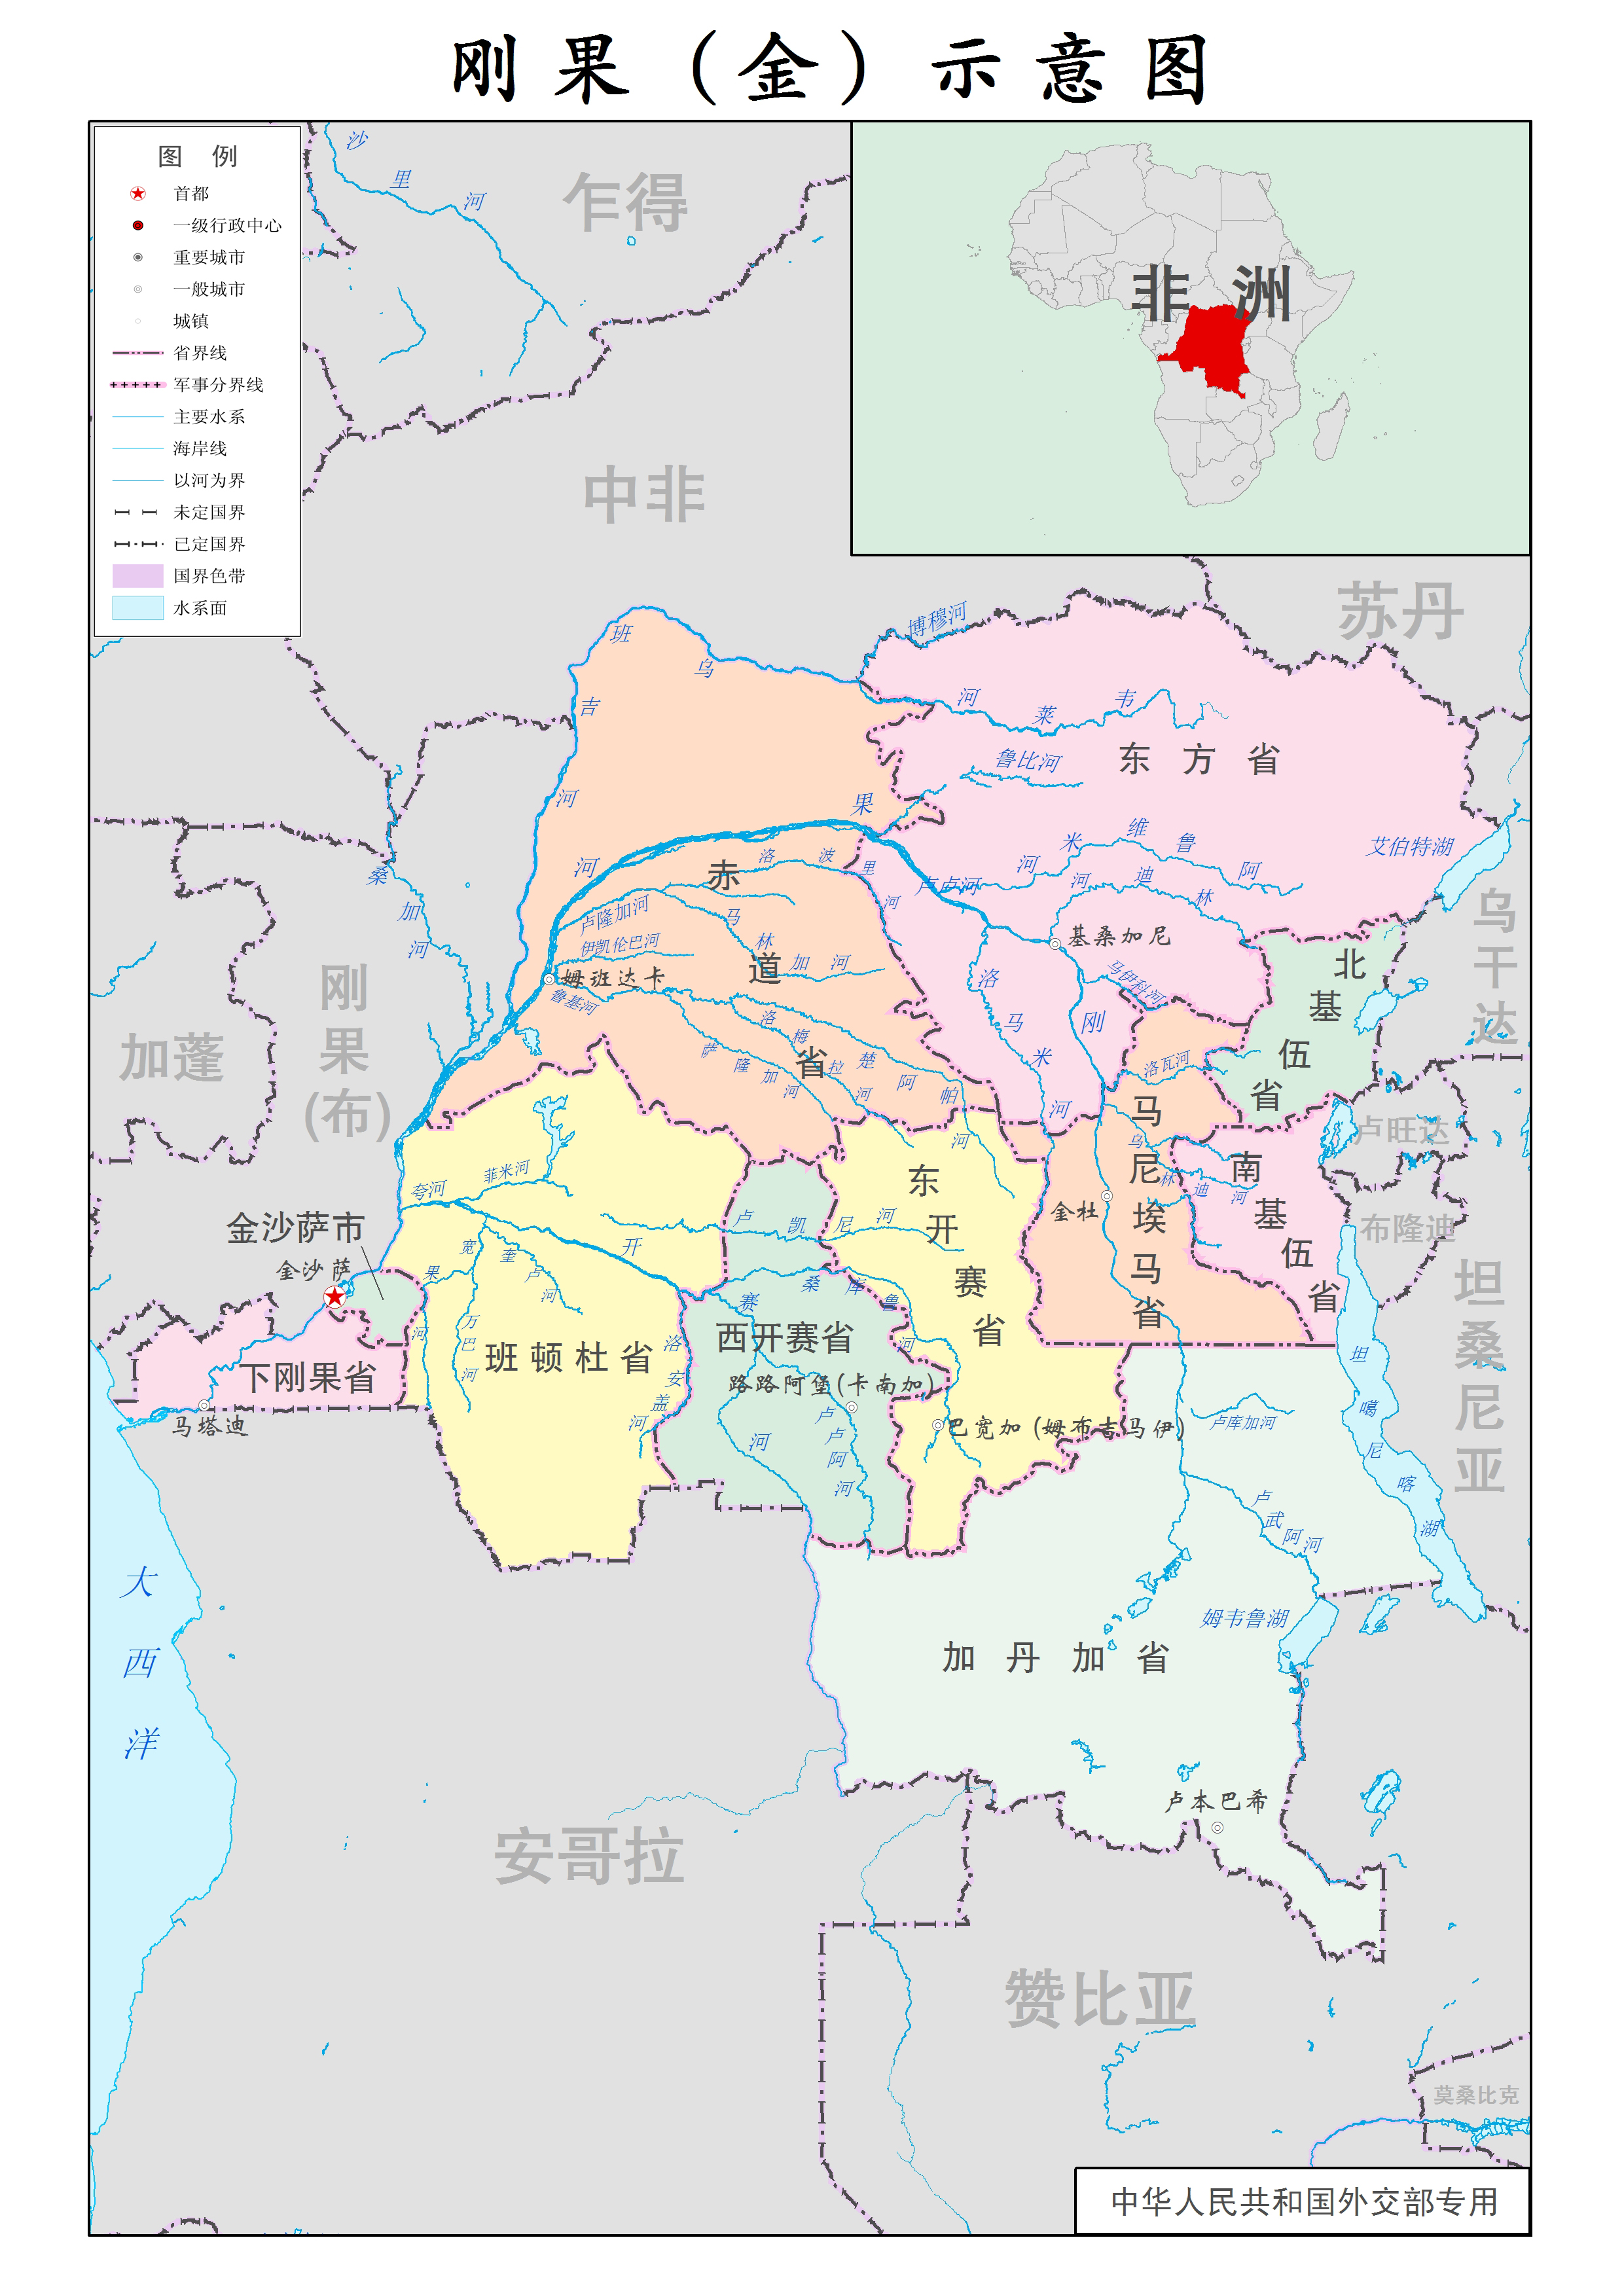 刚果（金）示意图
图 例
首都
一级行政中心
重要城市
一般城市
城镇
省界线
军事分界线
主要水系
海岸线
以河为界
未定国界
已定国界
国界色带
水系面
非洲
沙里河
乍得
中非
苏丹
班乌吉河
博穆河
河莱韦
东方省
鲁比河
果
河
米维鲁
河
阿
河迪林
艾伯特湖
桑加河
赤道省
洛波里河
卢卢河
卢隆加河
马林加河
伊凯伦巴河
基桑加尼
姆班达卡
鲁基河
洛马米河
马伊科河
刚
北基伍省
乌干达
刚果(布)
加蓬
洛梅拉河
萨隆加河
楚阿帕河
洛瓦河
卢旺达
马尼埃马省
乌林迪河
南基伍省
菲米河
夸河
东开赛省
金杜
布隆迪
金沙萨市
金沙萨
卢凯尼河
宽果河
奎卢河
开赛河
万巴河
桑库鲁河
坦桑尼亚
班顿杜省
西开赛省
下刚果省
洛安盖河
路路阿堡(卡南加)
马塔迪
巴宽加(姆布吉马伊)
卢库加河
坦噶尼喀湖
卢卢阿河
卢武阿河
大西洋
姆韦鲁湖
加丹加省
卢本巴希
安哥拉
赞比亚
莫桑比克
中华人民共和国外交部专用